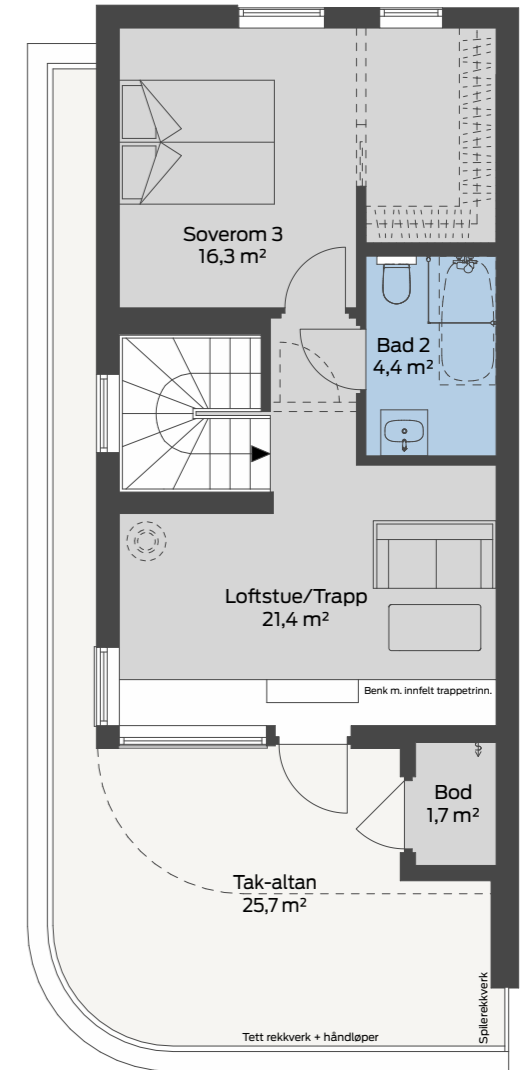 Soverom 3
16,3 m²
Bad 2
4,4 m²
Loftstue/Trapp
21,4 m²
Benk m. innfelt trappetrinn.
Bod
1,7 m²
Tak-altan
25,7 m²
Spilerekkverk
Tett rekkverk + håndløper